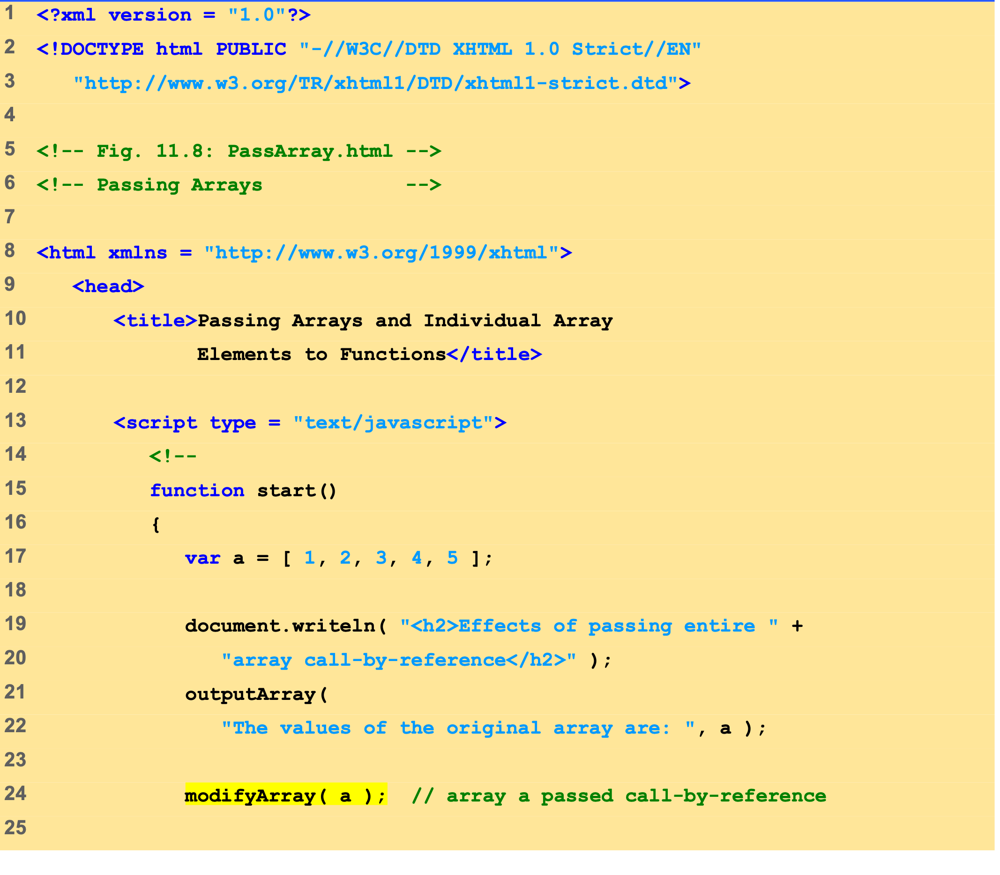 1 <?xml version = "1.0"?>
2 <!DOCTYPE html PUBLIC "-//W3C//DTD XHTML 1.0 Strict//EN"
3    "http://www.w3.org/TR/xhtml1/DTD/xhtml1-strict.dtd">
4
5 <!-- Fig. 11.8: PassArray.html -->
6 <!-- Passing Arrays            -->
7
8 <html xmlns = "http://www.w3.org/1999/xhtml">
9    <head>
10       <title>Passing Arrays and Individual Array
11              Elements to Functions</title>
12
13       <script type = "text/javascript">
14          <!--
15          function start()
16          {
17             var a = [ 1, 2, 3, 4, 5 ];
18
19             document.writeln( "<h2>Effects of passing entire " +
20                "array call-by-reference</h2>" );
21             outputArray(
22                "The values of the original array are: ", a );
23
24             modifyArray( a );  // array a passed call-by-reference
25